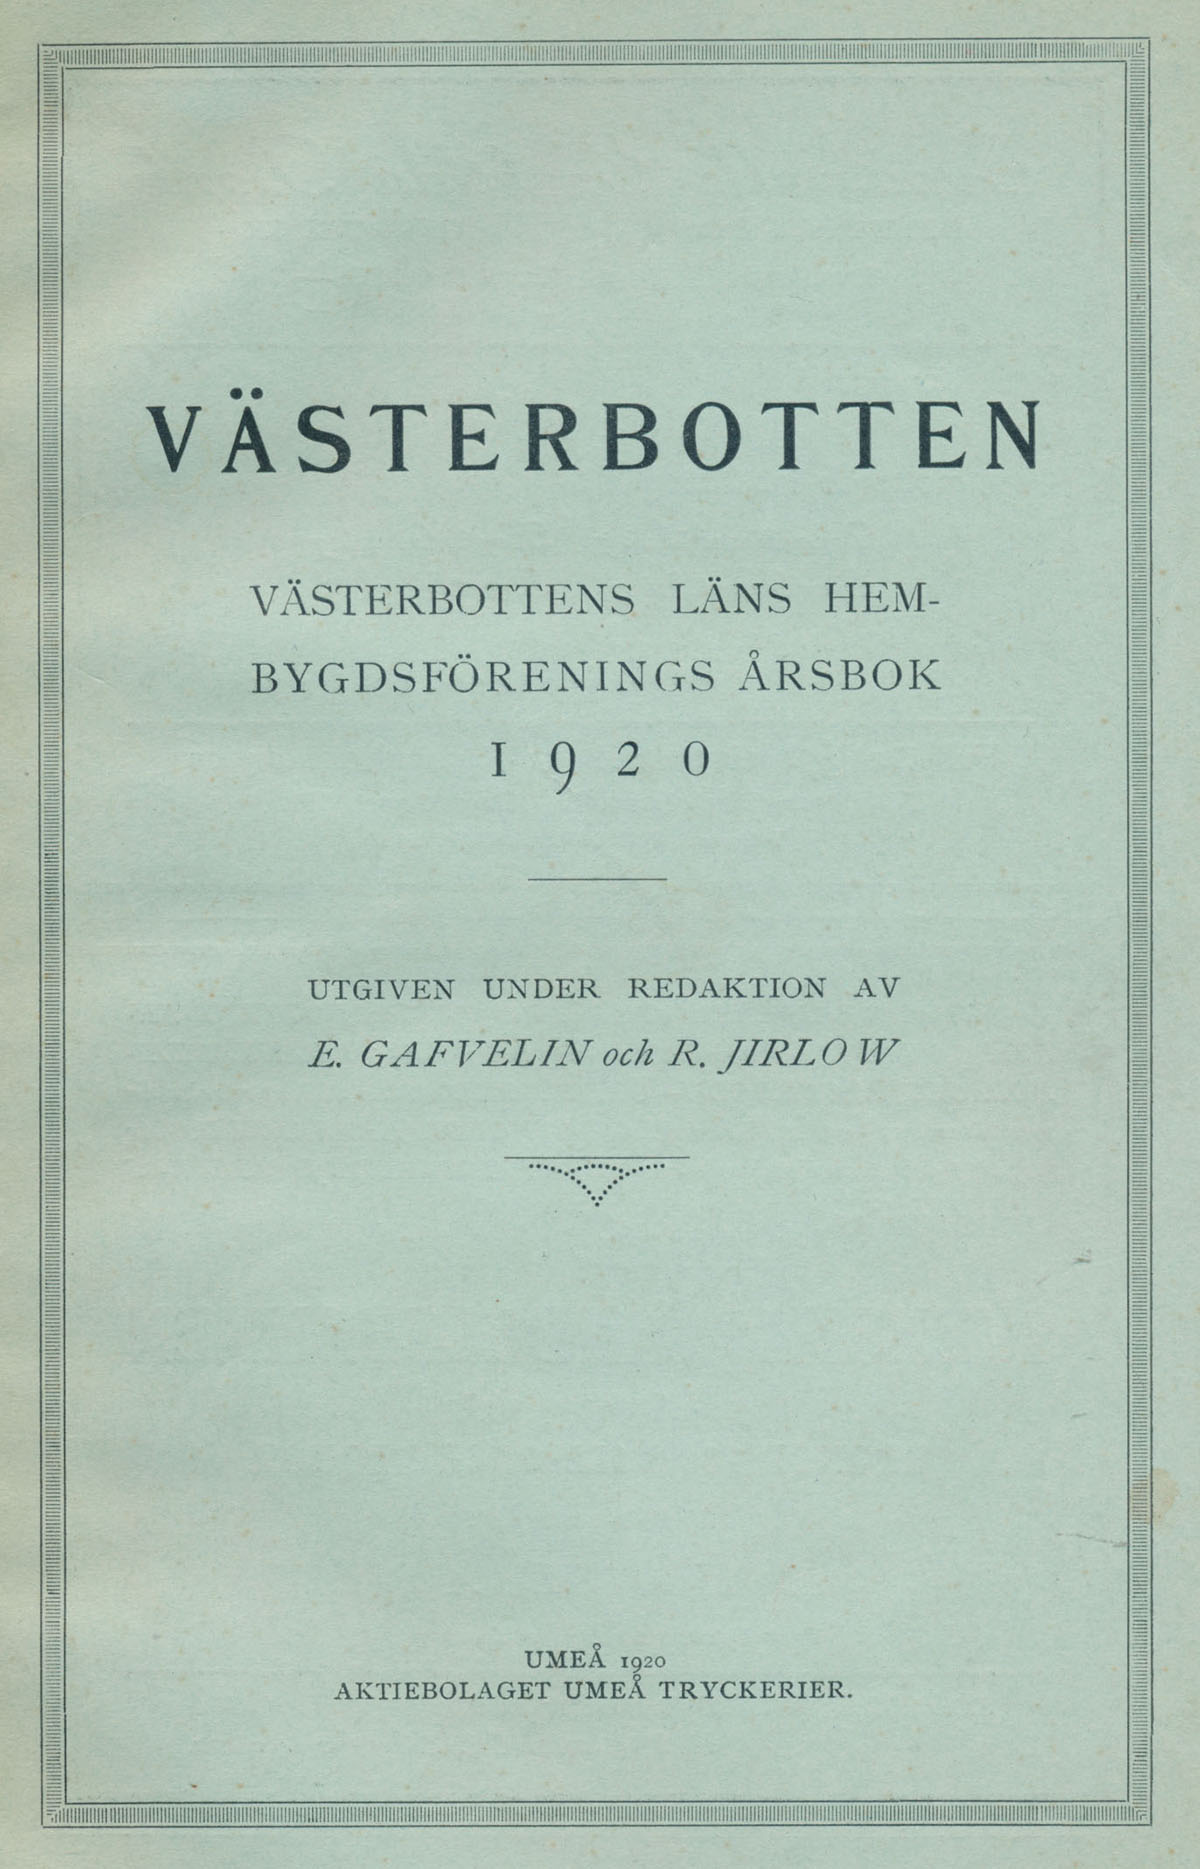 VÄSTERBOTTEN
VÄSTERBOTTENS LÄNS HEM-
BYGDSFÖRENINGS ÅRSBOK
1920
UTGIVEN UNDER REDAKTION AV
E. GAFVELIN och R. JIRLOW
UMEÅ 1920
AKTIEBOLAGET UMEÅ TRYCKERIER.